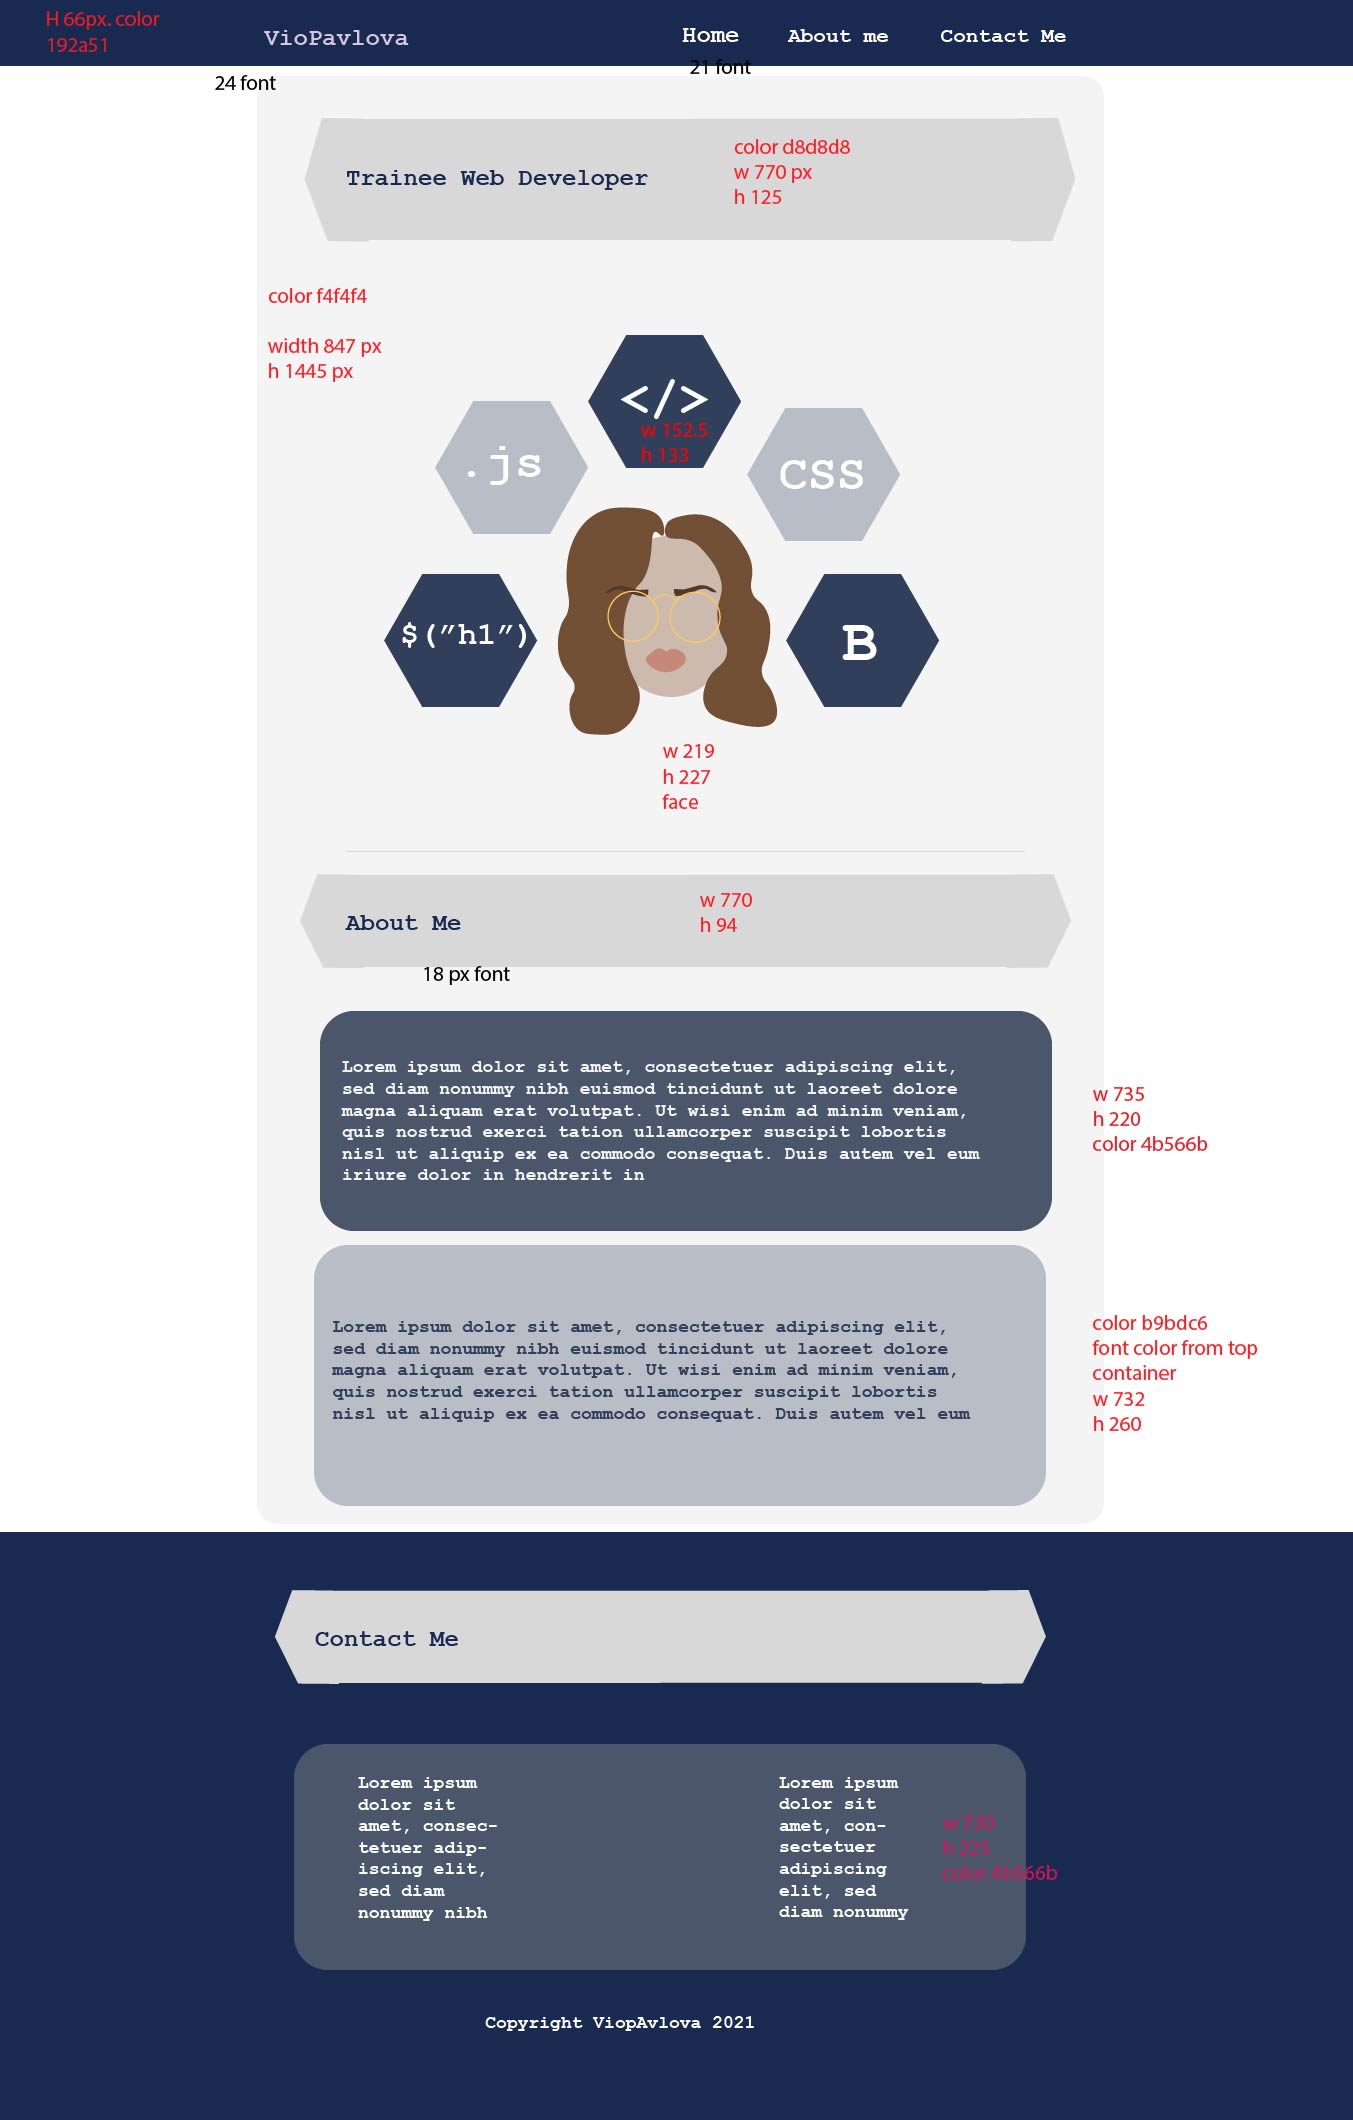 H 66px. color
192a51
VioPavlova
Home
About me
Contact Me
21 font
24 font
Trainee Web Developer
color d8d8d8
w 770 px
h 125
color f4f4f4
width 847 px
h 1445 px
</>
w 152.5
h 133
.js
CSS
$(”h1”)
B
w 219
h 227
face
About Me
w 770
h 94
18 px font
Lorem ipsum dolor sit amet, consectetuer adipiscing elit,
sed diam nonummy nibh euismod tincidunt ut laoreet dolore
magna aliquam erat volutpat. Ut wisi enim ad minim veniam,
quis nostrud exerci tation ullamcorper suscipit lobortis
nisl ut aliquip ex ea commodo consequat. Duis autem vel eum
iriure dolor in hendrerit in
w 735
h 220
color 4b566b
Lorem ipsum dolor sit amet, consectetuer adipiscing elit,
sed diam nonummy nibh euismod tincidunt ut laoreet dolore
magna aliquam erat volutpat. Ut wisi enim ad minim veniam,
quis nostrud exerci tation ullamcorper suscipit lobortis
nisl ut aliquip ex ea commodo consequat. Duis autem vel eum
color b9bdc6
font color from top
container
w 732
h 260
Contact Me
Lorem ipsum
dolor sit
amet, consec-
tetuer adip-
iscing elit,
sed diam
nonummy nibh
Lorem ipsum
dolor sit
amet, con-
sectetuer
adipiscing
elit, sed
diam nonummy
w 730
h 225
color 4b566b
Copyright ViopAvlova 2021